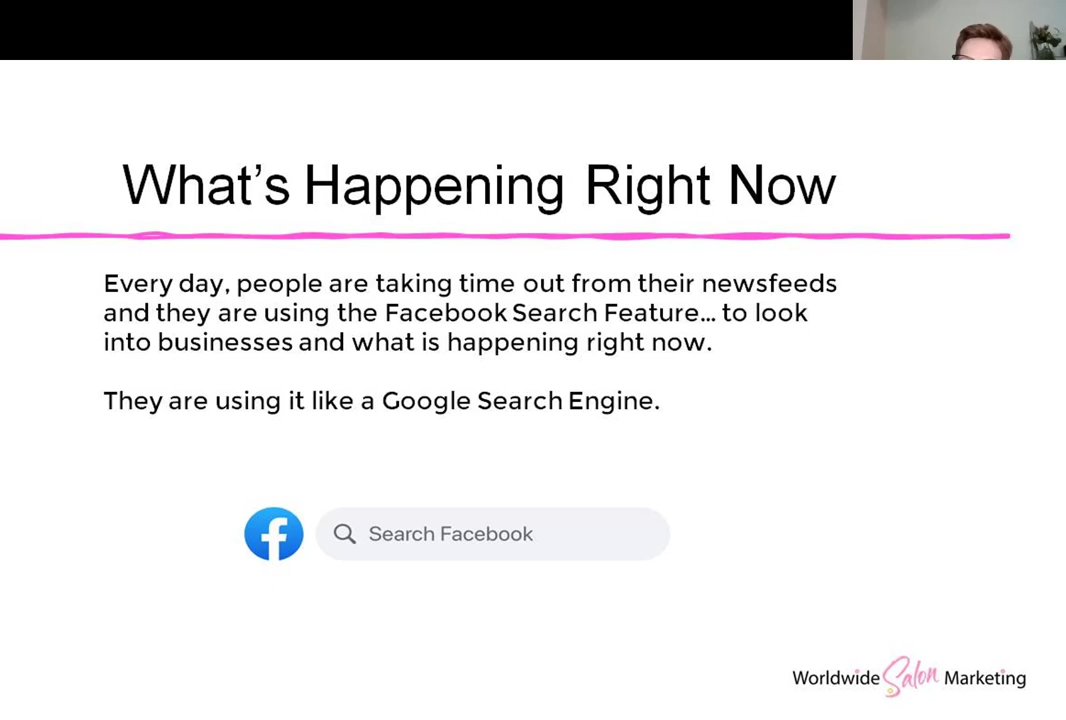 What's Happening Right Now
Every day, people are taking time out from their newsfeeds
and they are using the Facebook Search Feature... to look
into businesses and what is happening right now.
They are using it like a Google Search Engine.
Search Facebook
Worldwide Salon Marketing